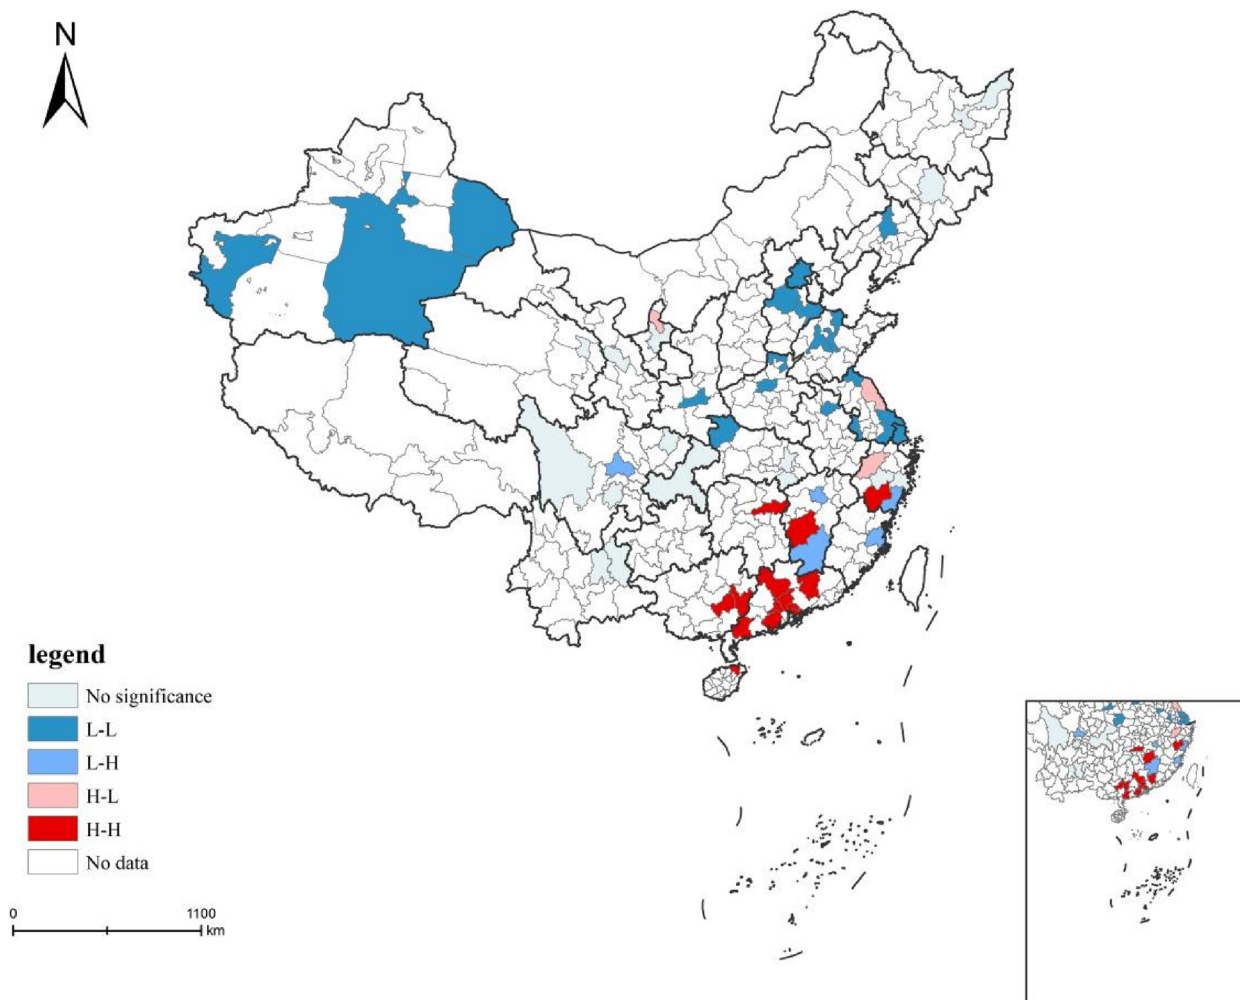 N
legend
No significance
L-L
L-H
H-L
H-H
No data
0 1100
km